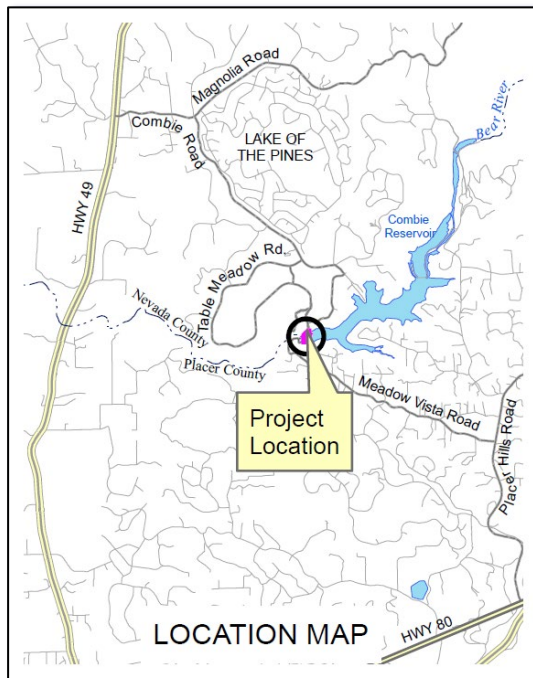 Magnolia Road
Combie Road
LAKE OF
THE PINES
Bear River
HWY 49
Combie
Reservoir
Table Meadow Rd.
Nevada County
Placer County
Meadow Vista Road
Project
Location
Placer Hills Road
LOCATION MAP
HWY 80